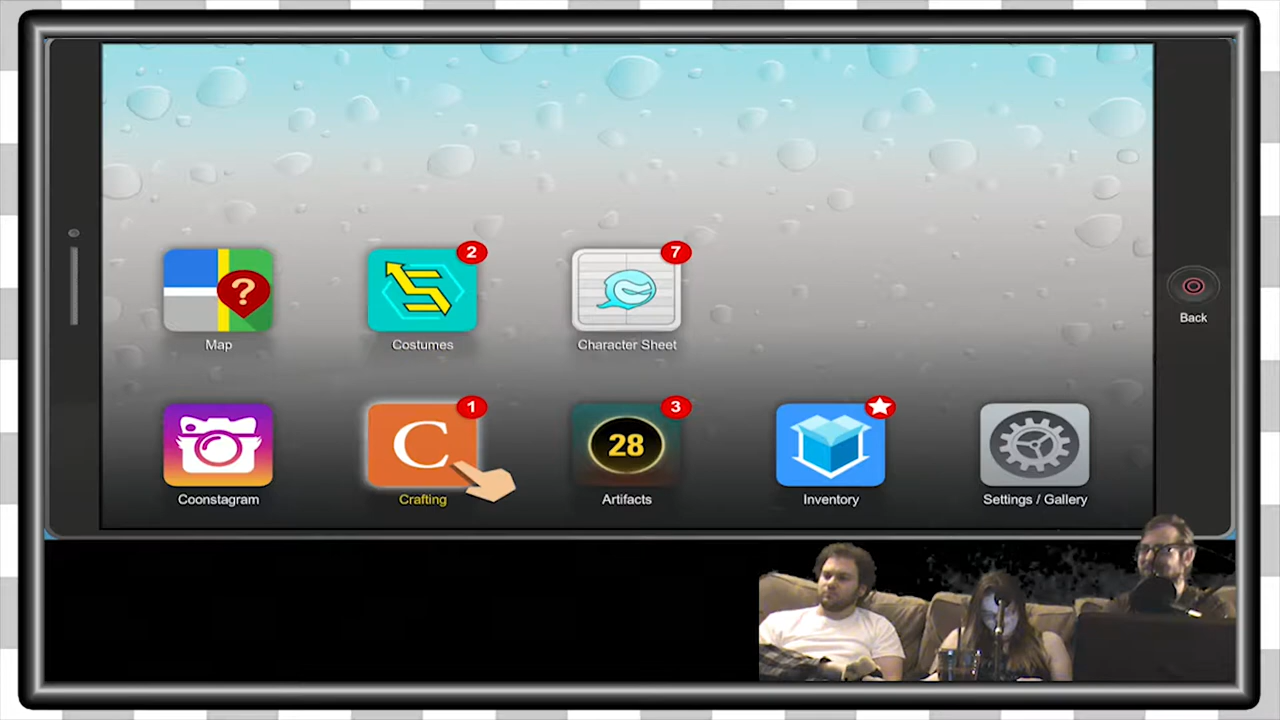 2
7
?
Map
Costumes
Character Sheet
Back
1
3
C
28
Coonstagram
Crafting
Artifacts
Inventory
Settings / Gallery